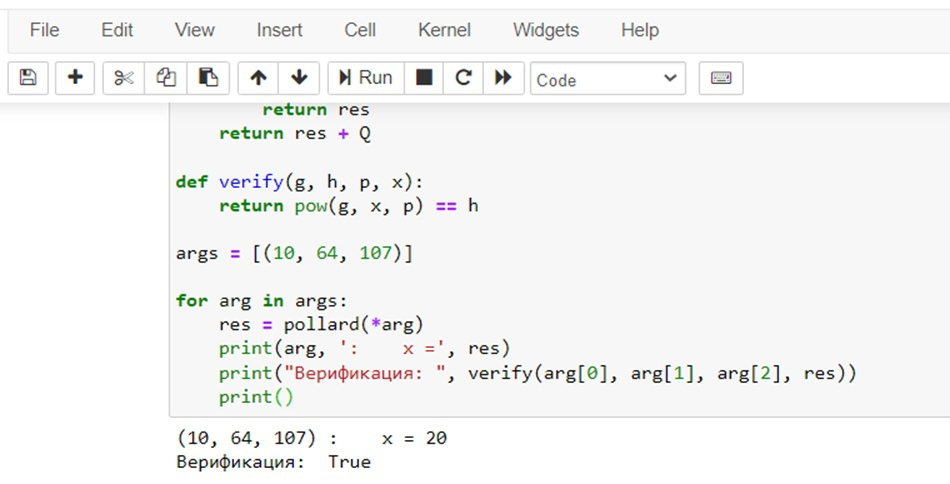 File Edit View Insert Cell Kernel Widgets Help
Run Code
        return res
    return res + Q

def verify(g, h, p, x):
    return pow(g, x, p) == h

args = [(10, 64, 107)]

for arg in args:
    res = pollard(*arg)
    print(arg, ':    x =', res)
    print("Верификация: ", verify(arg[0], arg[1], arg[2], res))
    print()
(10, 64, 107) :    x = 20
Верификация:  True